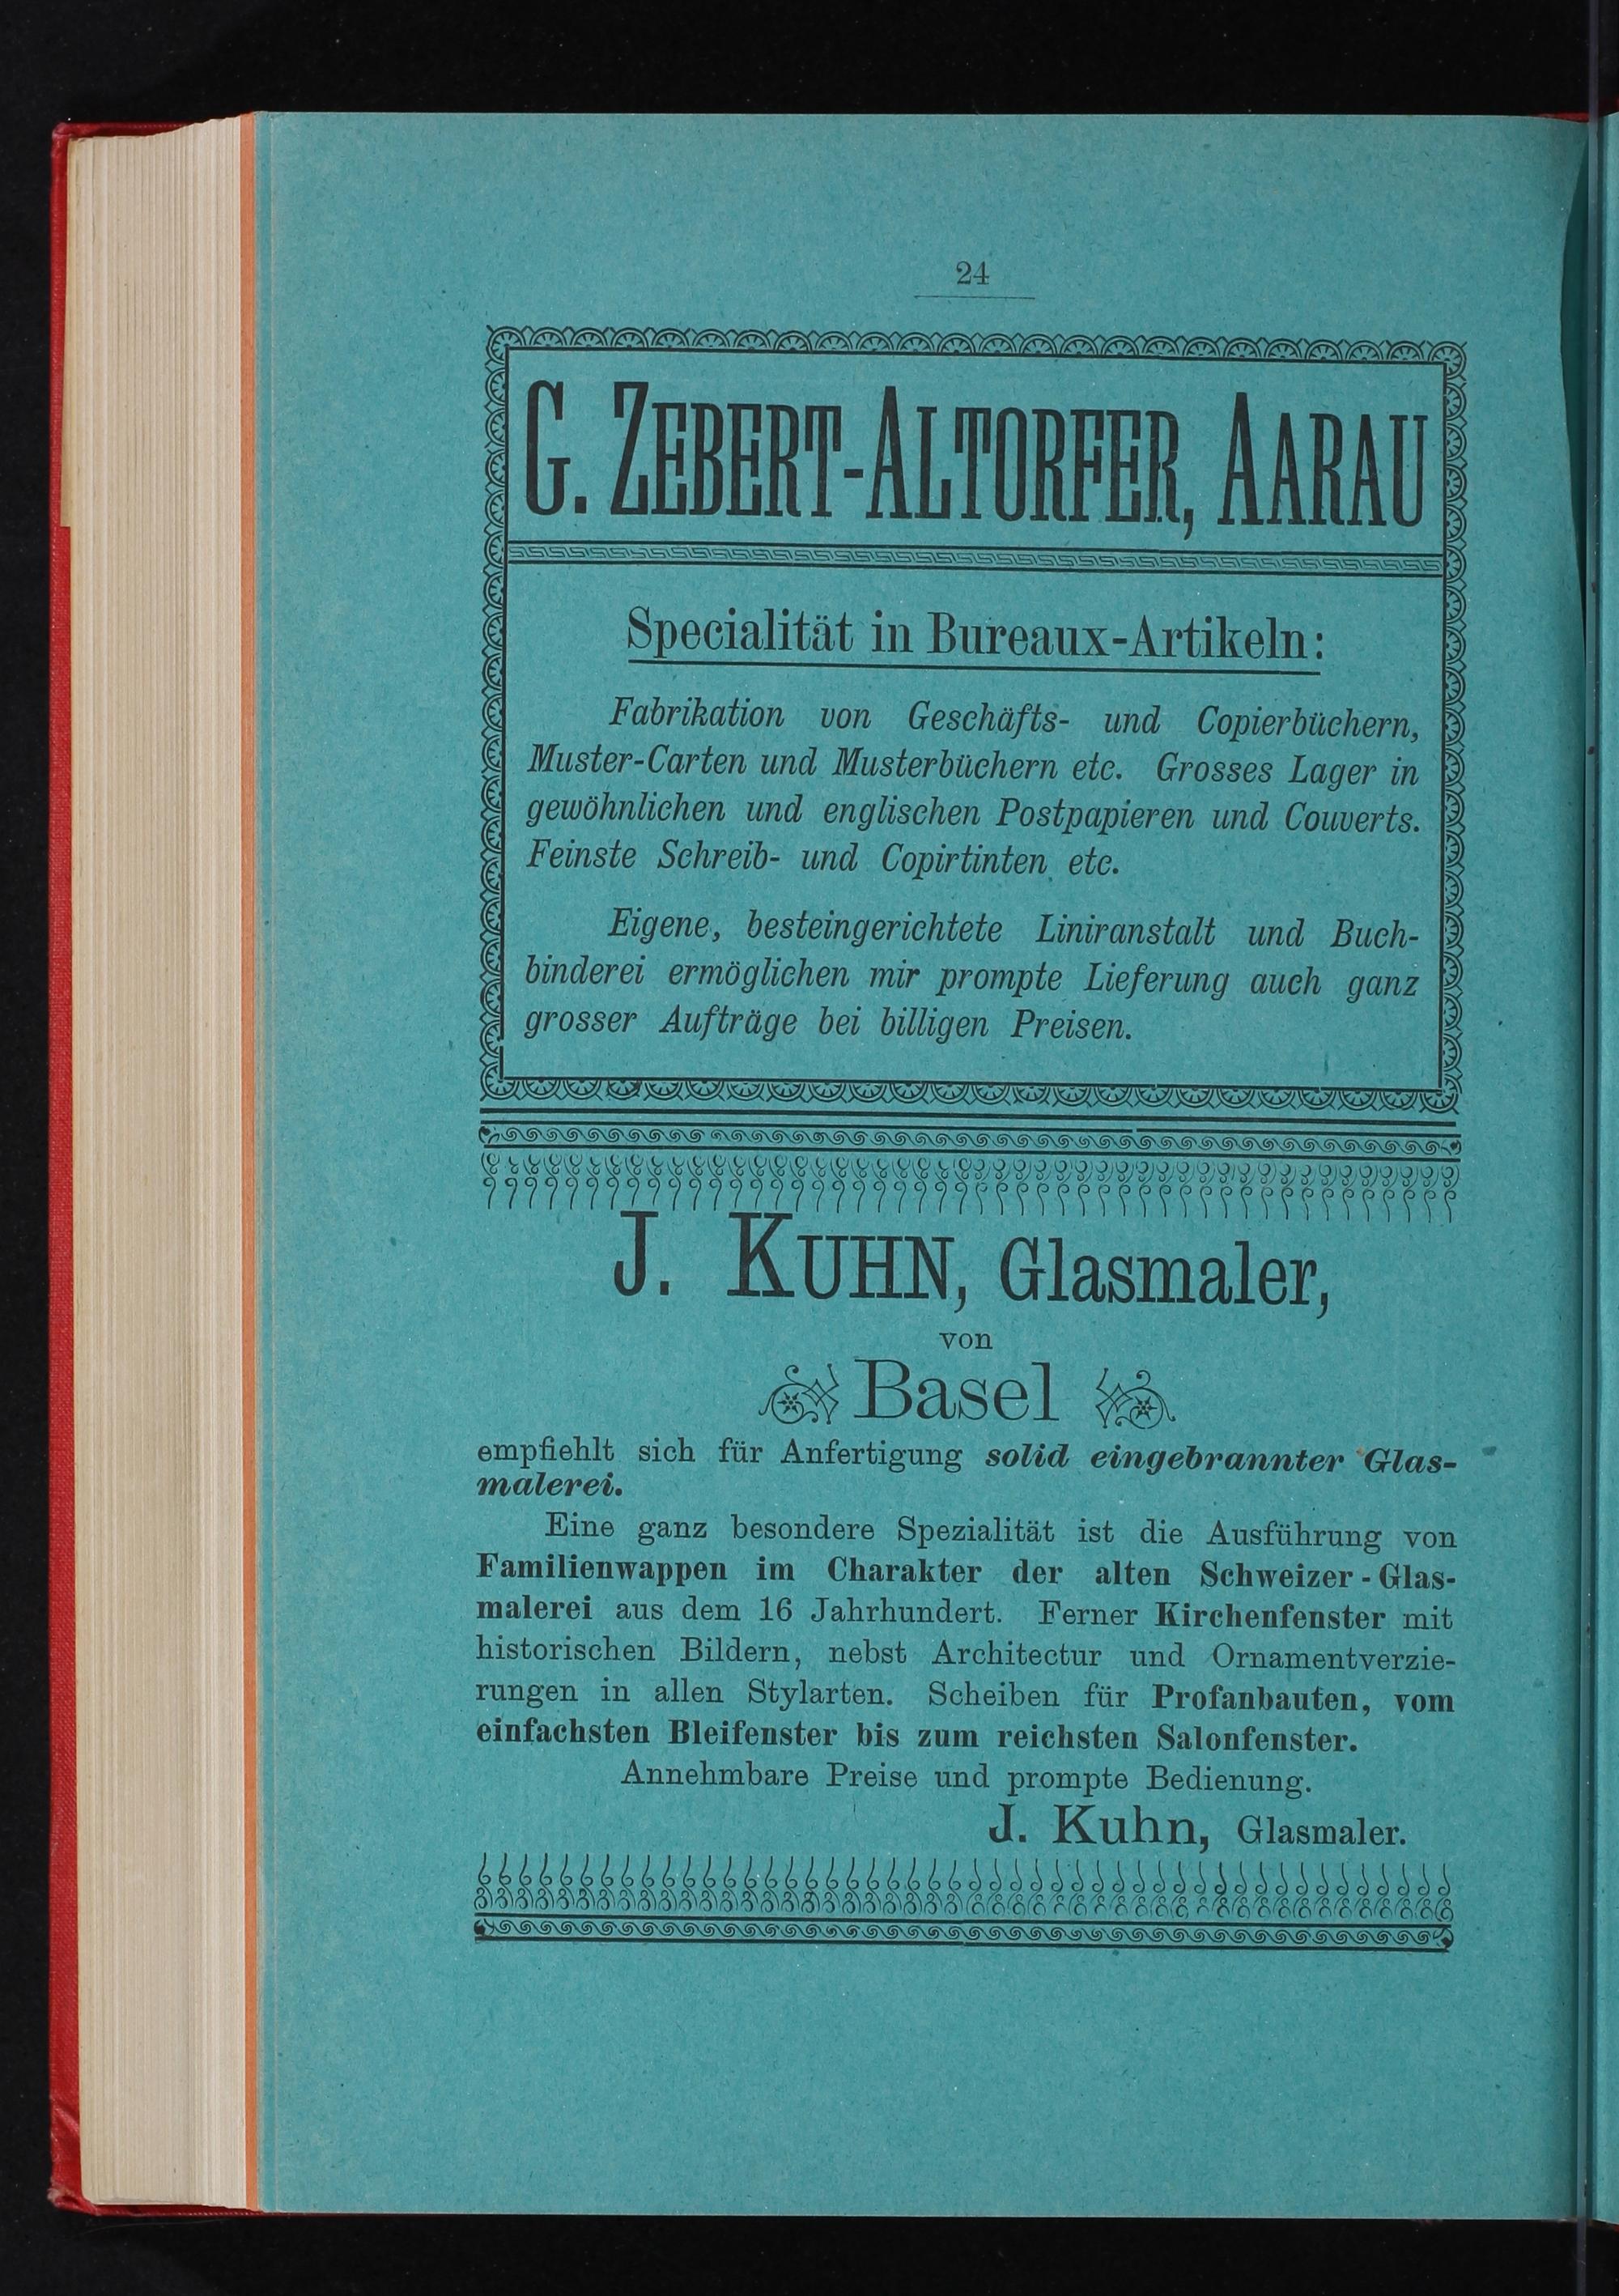 24
G. ZEBERT-ALTORFER, AARAU
Specialität in Bureaux-Artikeln:
Fabrikation von Geschäfts- und Copierbüchern,
Muster-Carten und Musterbüchern etc. Grosses Lager in
gewöhnlichen und englischen Postpapieren und Couverts.
Feinste Schreib- und Copirtinten etc.
Eigene, besteingerichtete Liniranstalt und Buch-
binderei ermöglichen mir prompte Lieferung auch ganz
grosser Aufträge bei billigen Preisen.
J. KUHN, Glasmaler,
von
Basel
empfiehlt sich für Anfertigung solid eingebrannter Glas-
malerei.
Eine ganz besondere Spezialität ist die Ausführung von
Familienwappen im Charakter der alten Schweizer-Glas-
malerei aus dem 16 Jahrhundert. Ferner Kirchenfenster mit
historischen Bildern, nebst Architectur und Ornamentverzie-
rungen in allen Stylarten. Scheiben für Profanbauten, vom
einfachsten Bleifenster bis zum reichsten Salonfenster.
Annehmbare Preise und prompte Bedienung.
J. Kuhn, Glasmaler.